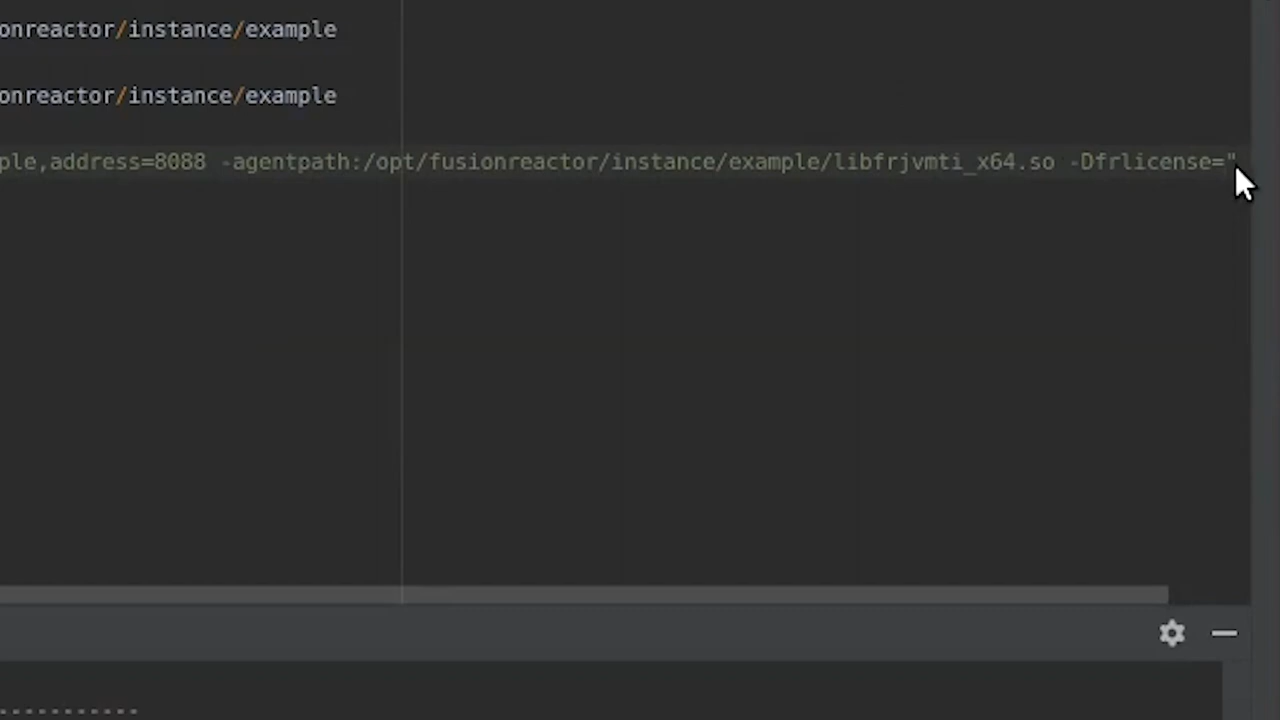 onreactor/instance/example
onreactor/instance/example
ple,address=8088 -agentpath:/opt/fusionreactor/instance/example/libfrjvmti_x64.so -Dfrlicense="